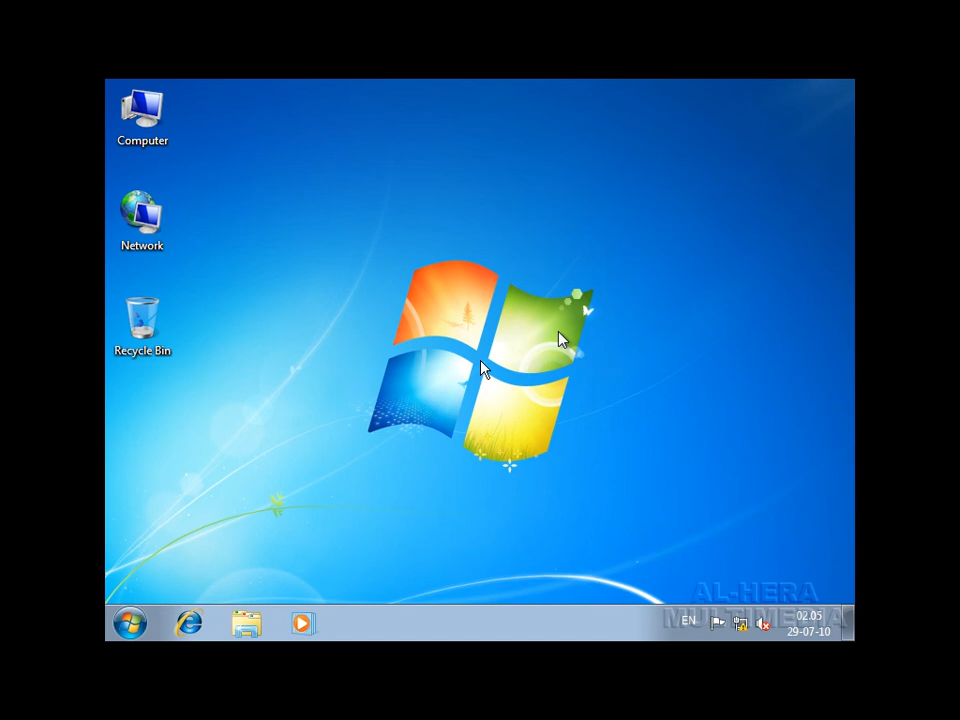 Computer
Network
Recycle Bin
AL-HERA
MULTIMEDIA
EN
02.05
29-07-10